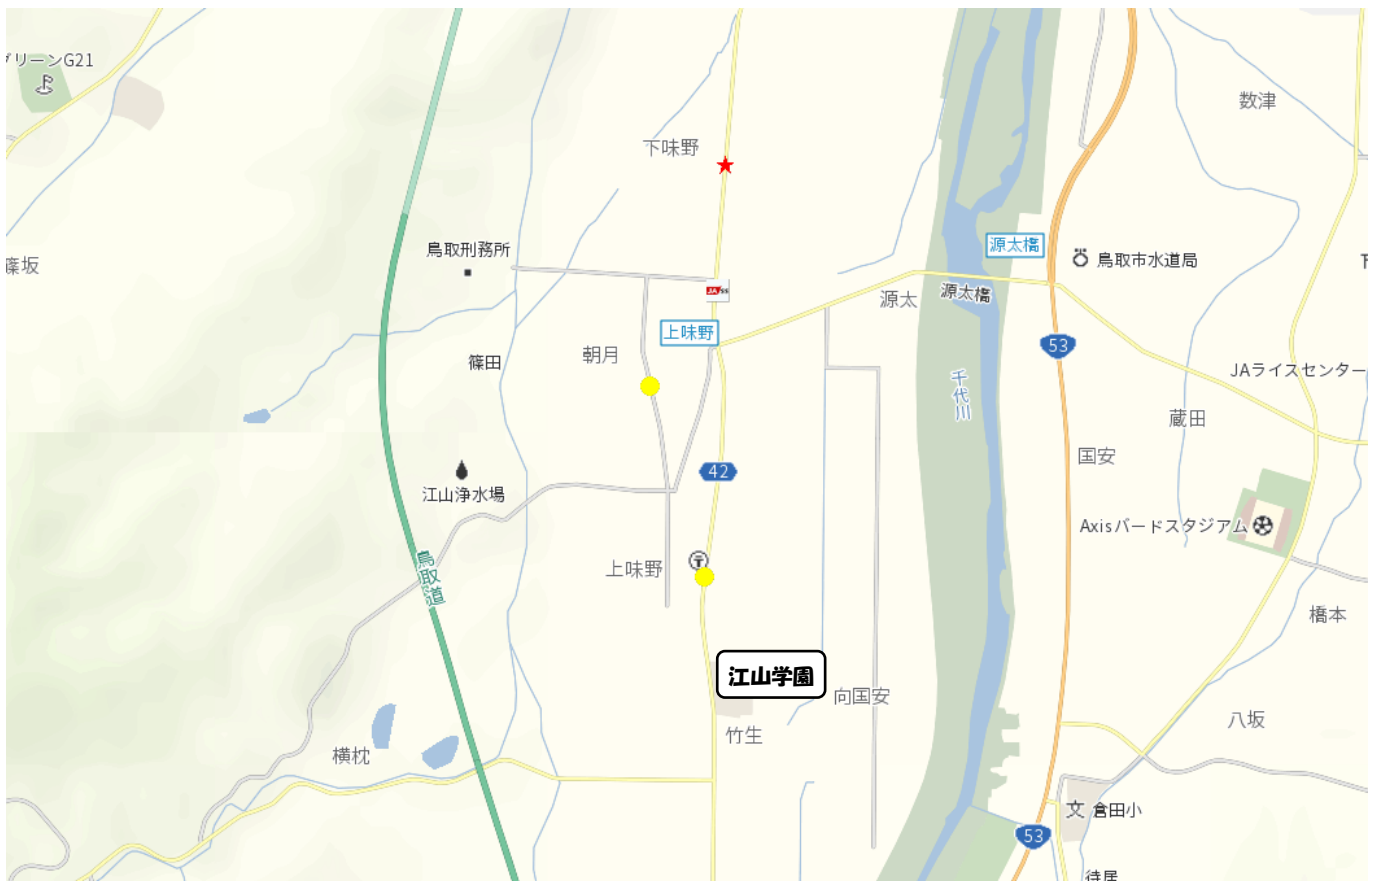 グリーンG21
数津
下味野
鳥取刑務所
源太橋
鳥取市水道局
篠坂
源太橋
源太
JA SS
上味野
朝月
篠田
53
JAライスセンター
千代川
蔵田
国安
42
江山浄水場
Axisバードスタジアム
鳥取道
上味野
橋本
江山学園
向国安
八坂
竹生
横枕
文
倉田小
53